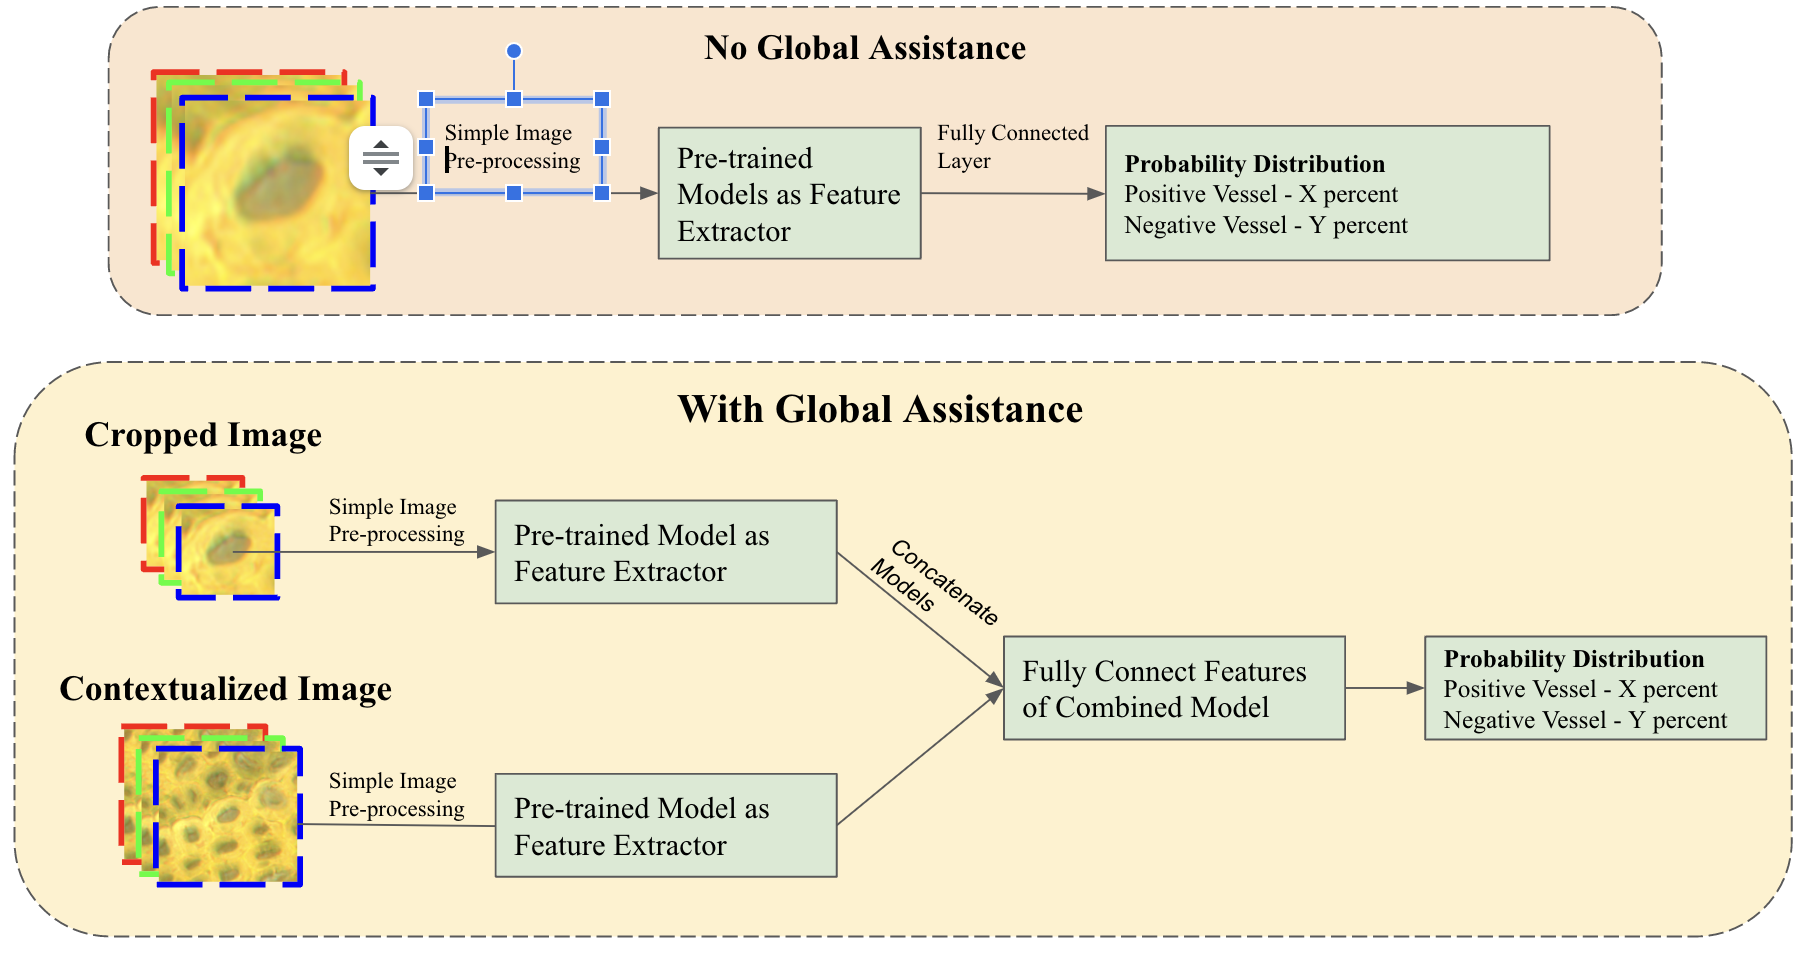 No Global Assistance
Simple Image
Pre-processing
Pre-trained
Models as Feature
Extractor
Fully Connected
Layer
Probability Distribution
Positive Vessel - X percent
Negative Vessel - Y percent
With Global Assistance
Cropped Image
Simple Image
Pre-processing
Pre-trained Model as
Feature Extractor
Concatenate
Models
Contextualized Image
Simple Image
Pre-processing
Pre-trained Model as
Feature Extractor
Fully Connect Features
of Combined Model
Probability Distribution
Positive Vessel - X percent
Negative Vessel - Y percent